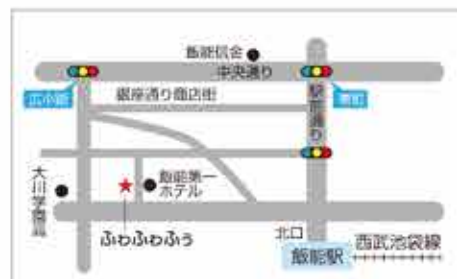 飯能信金
中央通り
広小路
東町
銀座通り商店街
駅前通り
大川学園高
飯能第一
ホテル
ふわふわふぅ
北口
飯能駅
西武池袋線